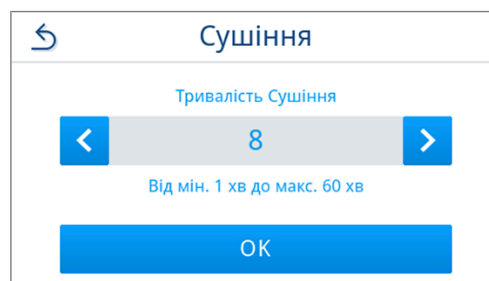 Сушіння
Тривалість Сушіння
8
Від мін. 1 хв до макс. 60 хв
OK